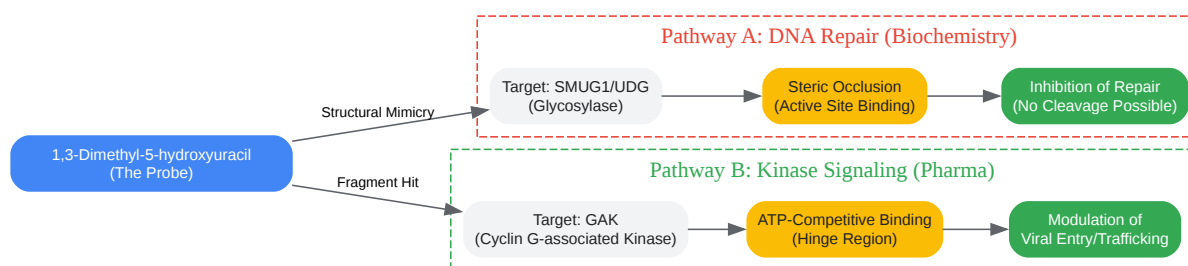 Pathway A: DNA Repair (Biochemistry)
Target: SMUG1/UDG
(Glycosylase)
Steric Occlusion
(Active Site Binding)
Inhibition of Repair
(No Cleavage Possible)
Structural Mimicry
1,3-Dimethyl-5-hydroxyuracil
(The Probe)
Fragment Hit
Pathway B: Kinase Signaling (Pharma)
Target: GAK
(Cyclin G-associated Kinase)
ATP-Competitive Binding
(Hinge Region)
Modulation of
Viral Entry/Trafficking